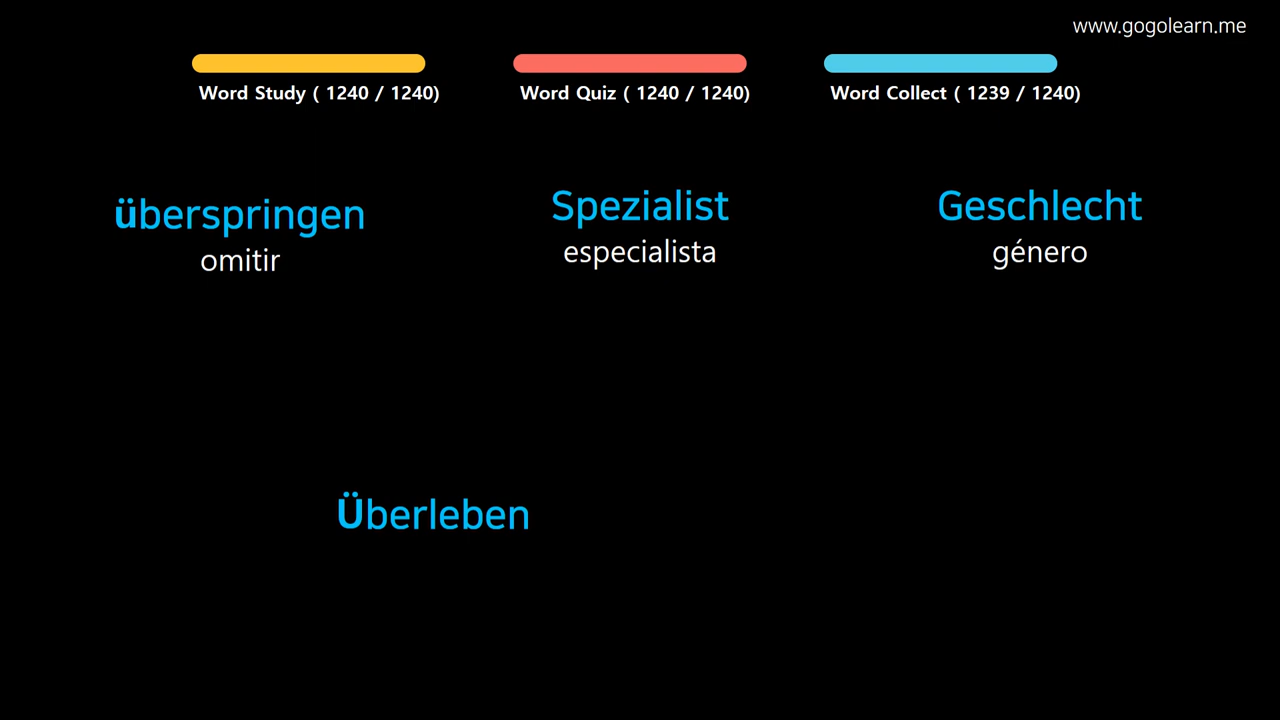 www.gogolearn.me
Word Study ( 1240 / 1240)
Word Quiz ( 1240 / 1240)
Word Collect ( 1239 / 1240)
überspringen
omitir
Spezialist
especialista
Geschlecht
género
Überleben